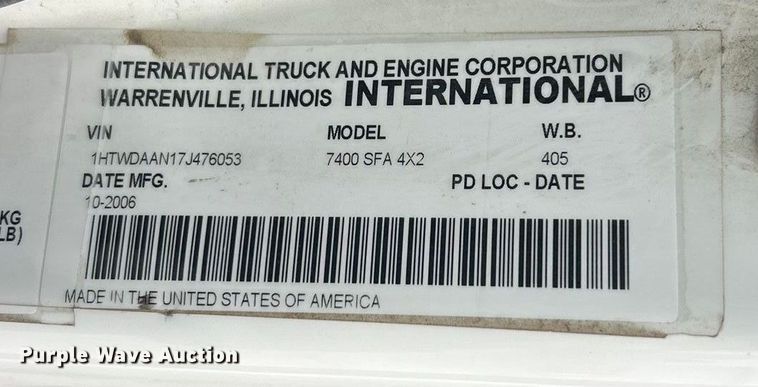 INTERNATIONAL TRUCK AND ENGINE CORPORATION
WARRENVILLE, ILLINOIS INTERNATIONAL®
VIN MODEL W.B.
1HTWDAAN17J476053 7400 SFA 4X2 405
DATE MFG. PD LOC - DATE
10-2006
KG
LB)
MADE IN THE UNITED STATES OF AMERICA
Purple Wave Auction